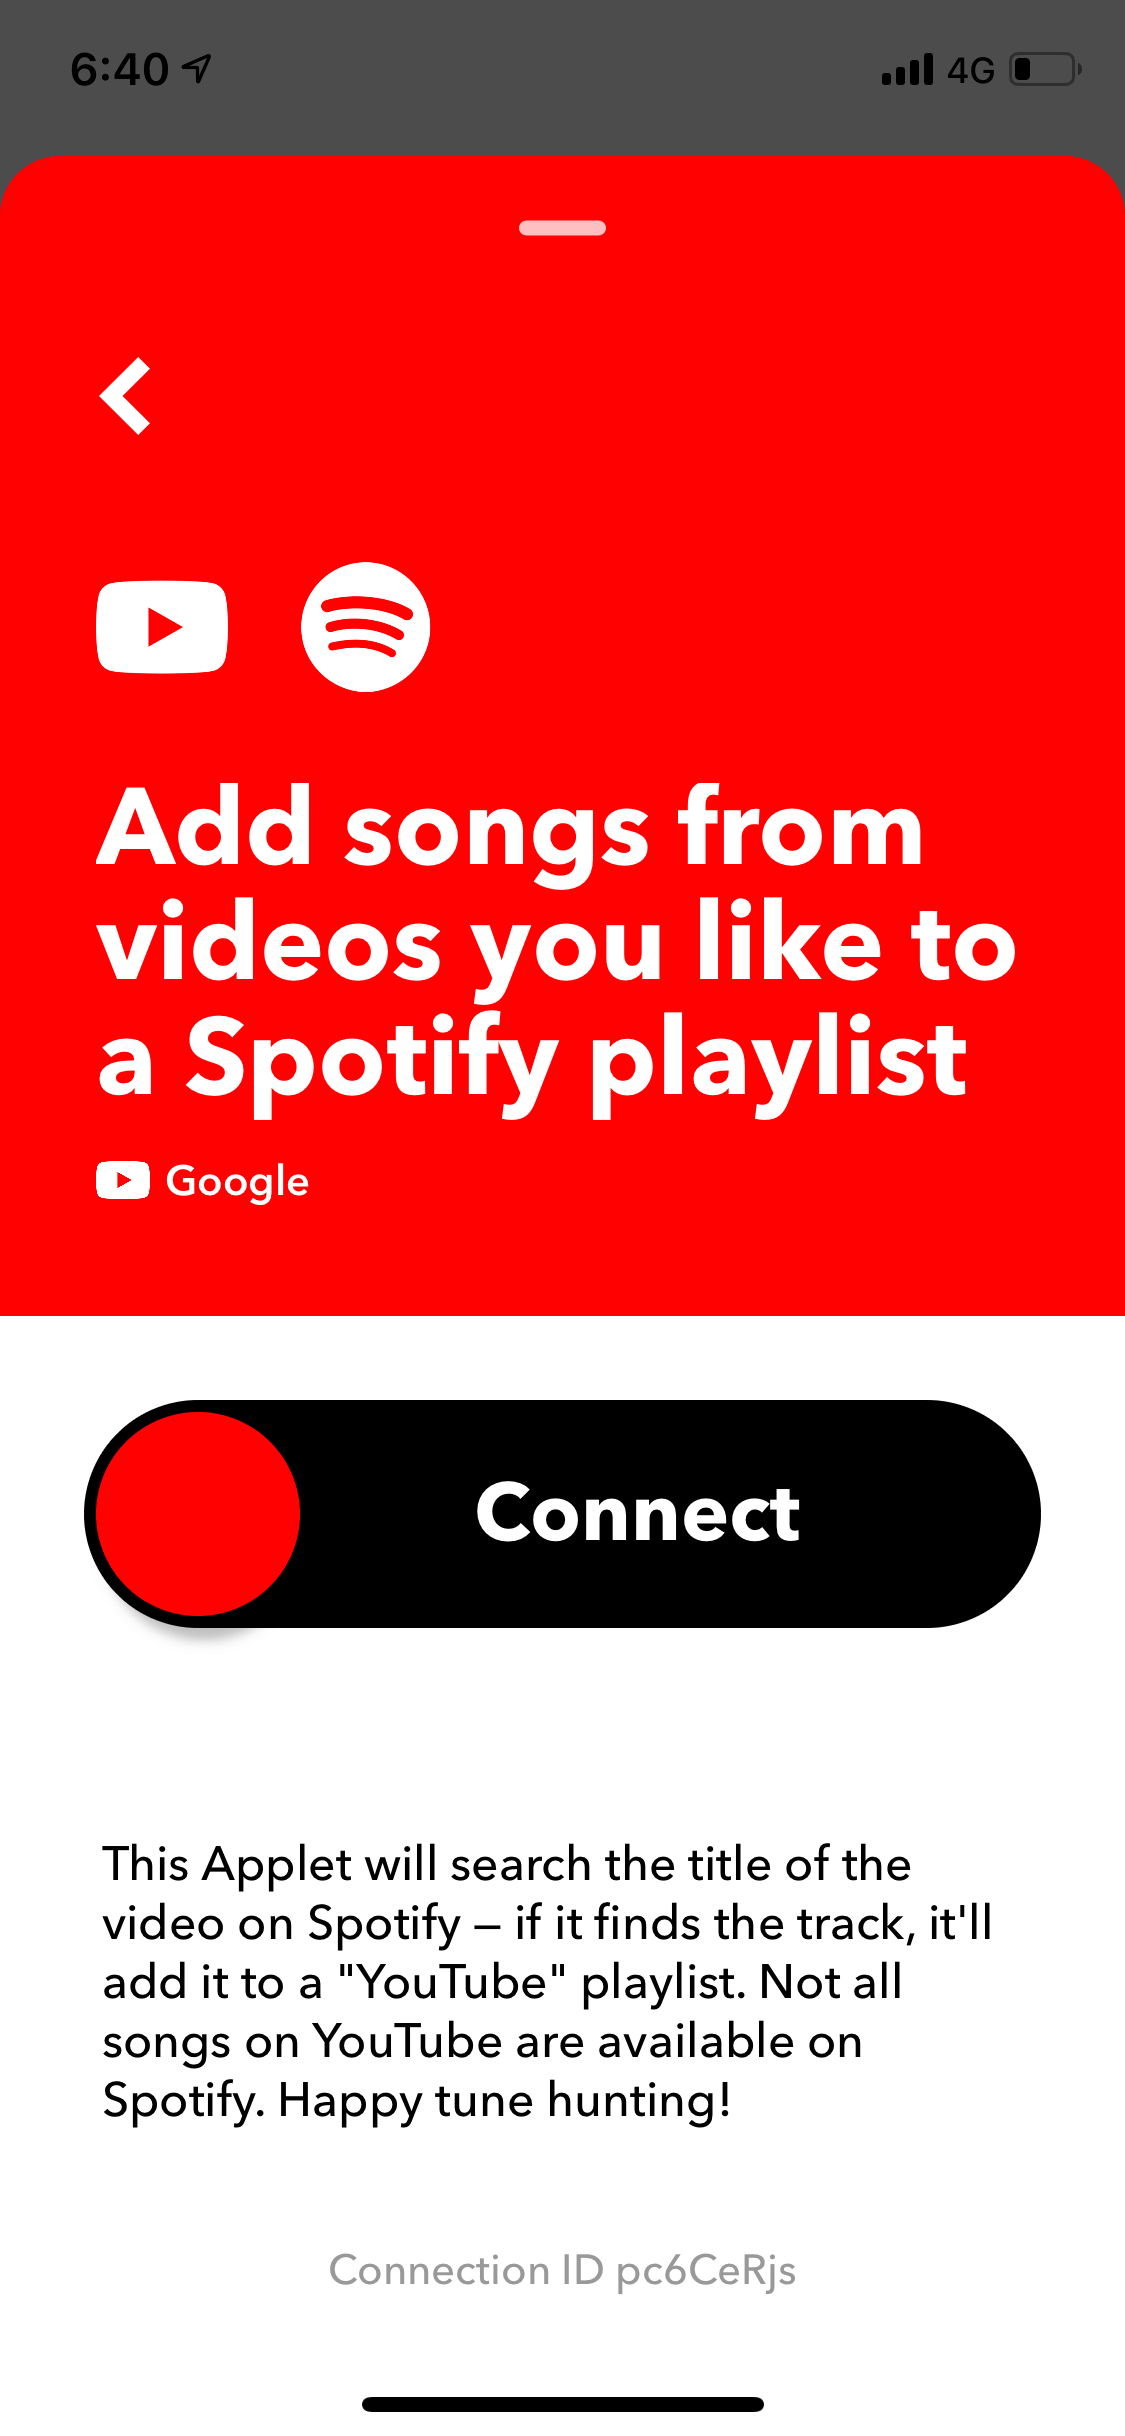 6:40
4G
Add songs from
videos you like to
a Spotify playlist
Google
Connect
This Applet will search the title of the
video on Spotify – if it finds the track, it'll
add it to a "YouTube" playlist. Not all
songs on YouTube are available on
Spotify. Happy tune hunting!
Connection ID pc6CeRjs